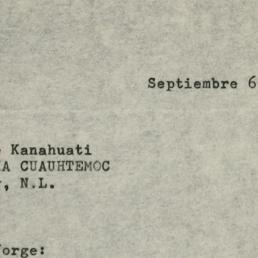 Septiembre 6
Kanahuati
CUAUHTEMOC
, N.L.
orge: